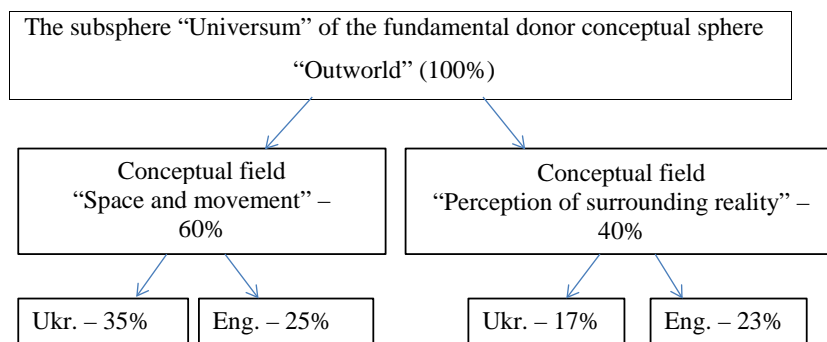 The subsphere “Universum” of the fundamental donor conceptual sphere
“Outworld” (100%)
Conceptual field
“Space and movement” –
60%
Conceptual field
“Perception of surrounding reality” –
40%
Ukr. – 35%
Eng. – 25%
Ukr. – 17%
Eng. – 23%